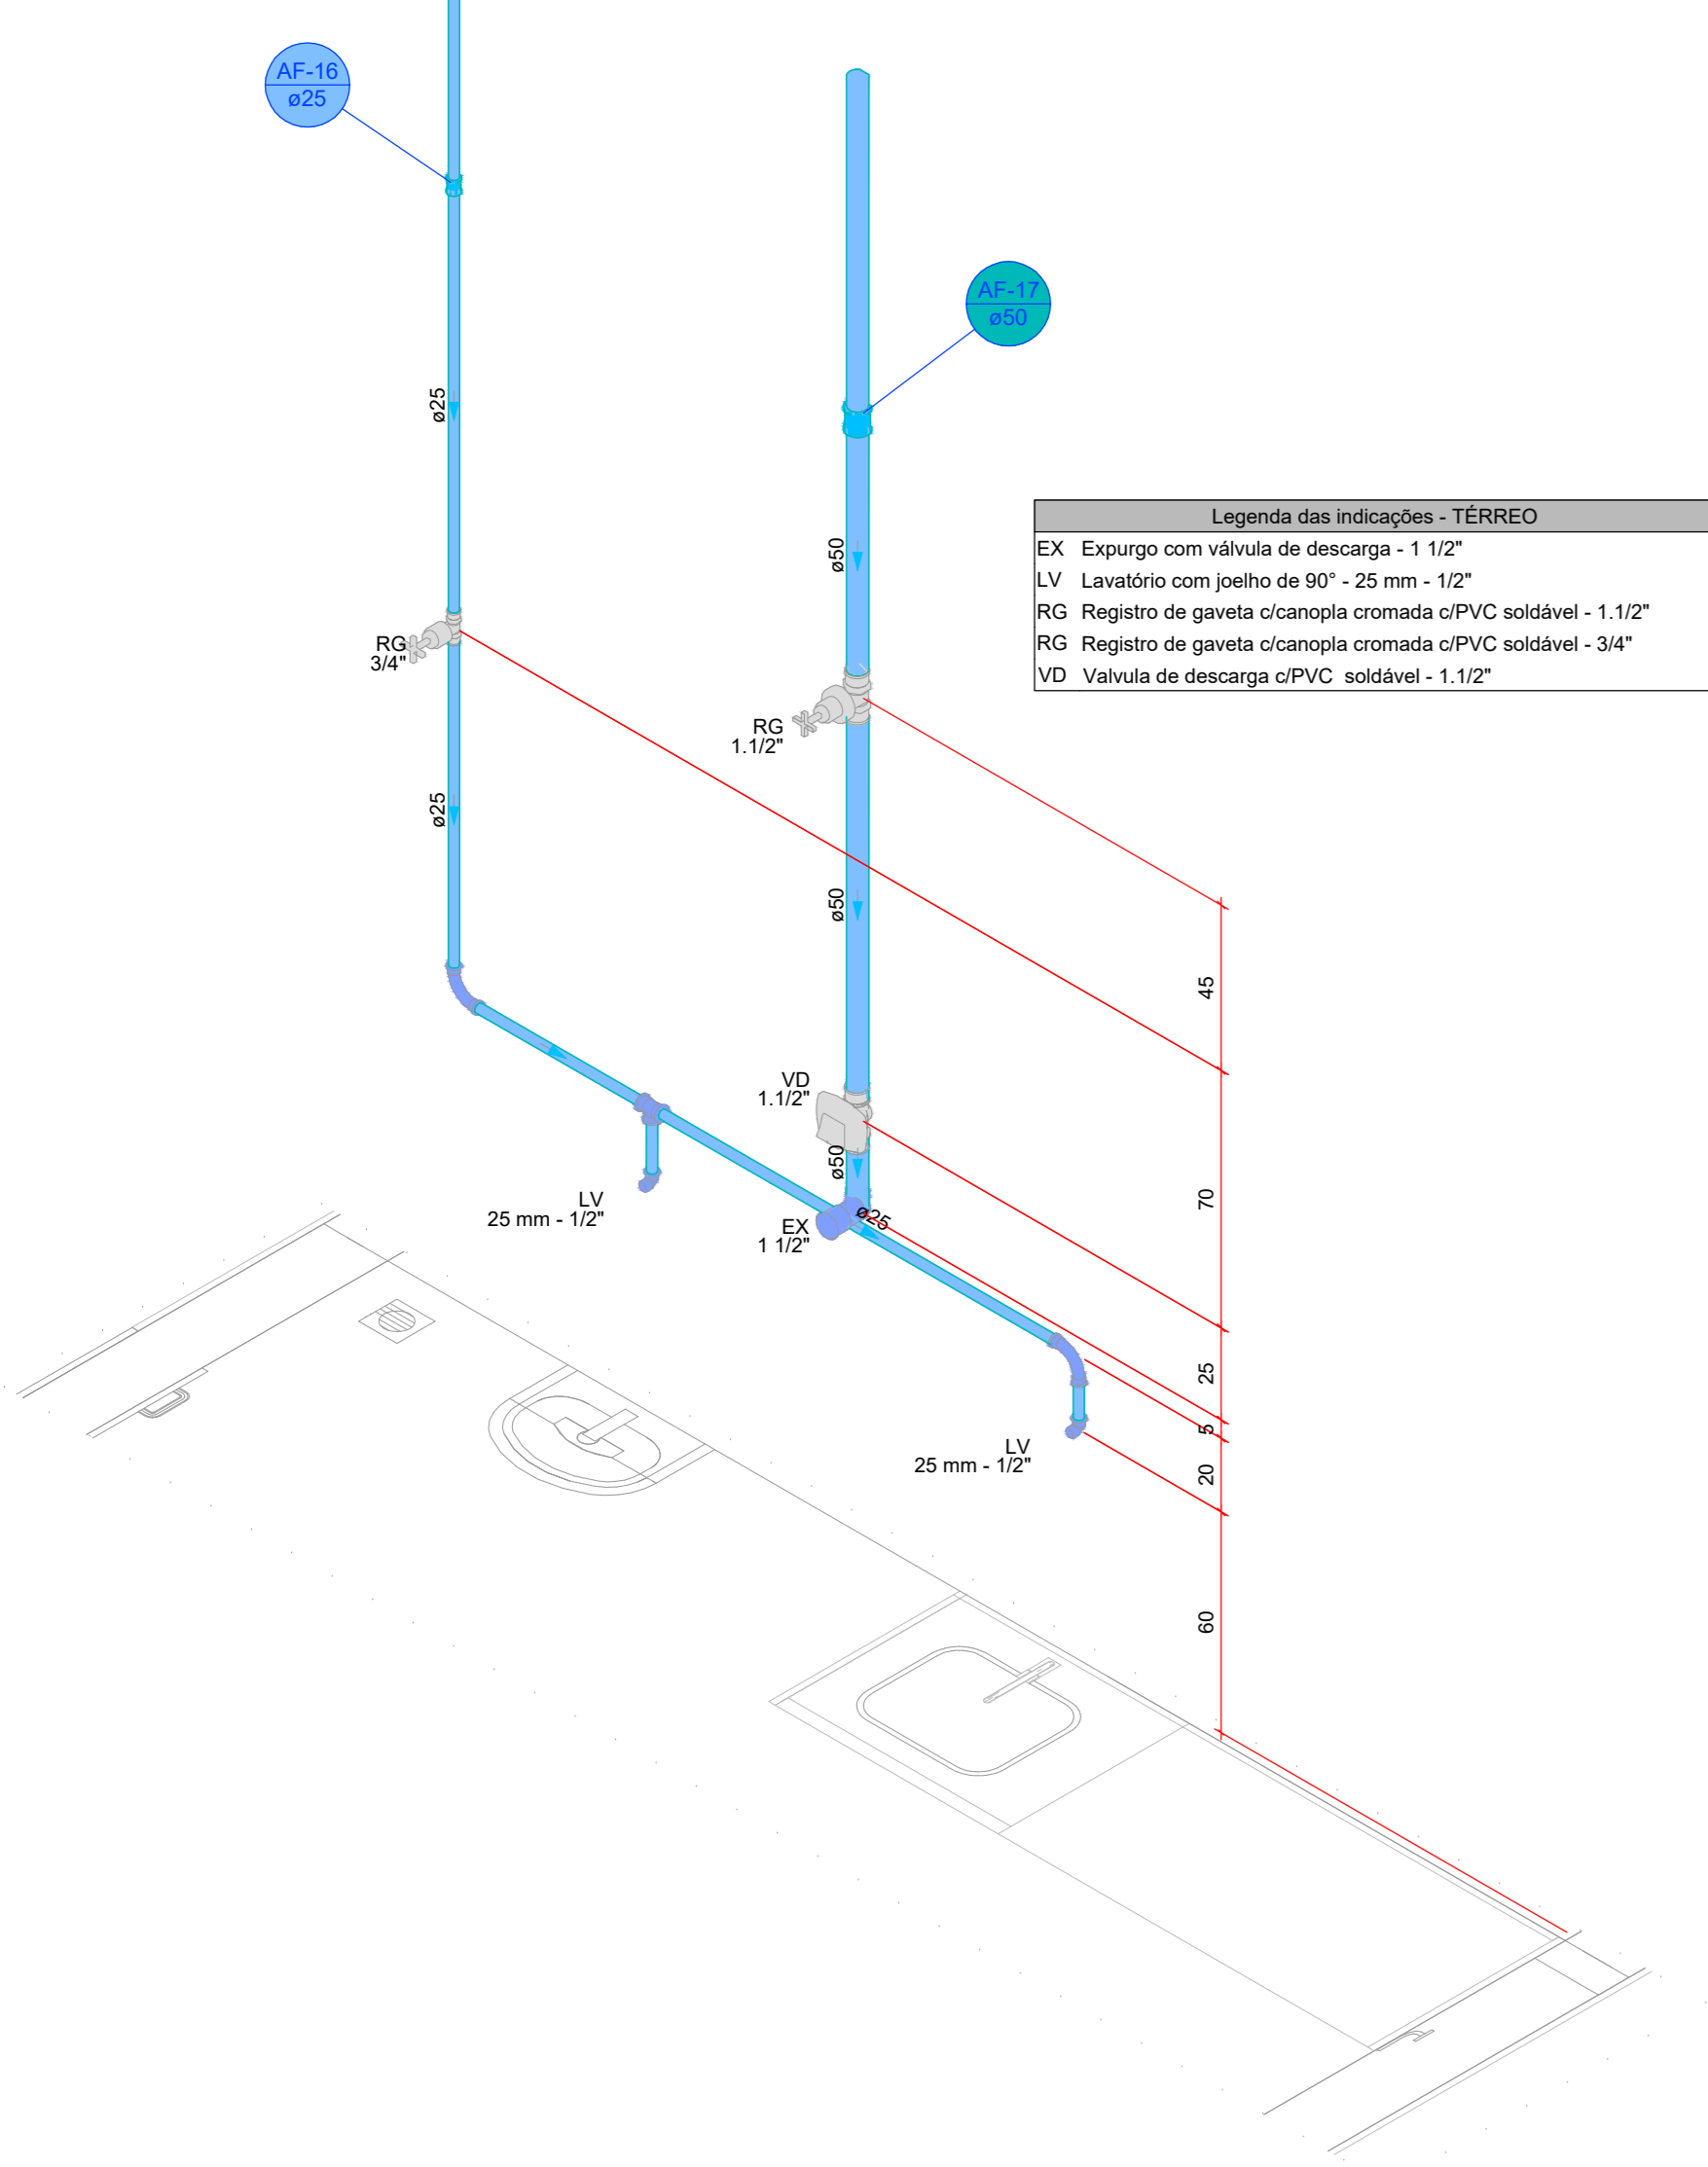 AF-16
ø25
AF-17
ø50
ø25
ø50
Legenda das indicações - TÉRREO
EX Expurgo com válvula de descarga - 1 1/2"
LV Lavatório com joelho de 90° - 25 mm - 1/2"
RG Registro de gaveta c/canopla cromada c/PVC soldável - 1.1/2"
RG Registro de gaveta c/canopla cromada c/PVC soldável - 3/4"
VD Valvula de descarga c/PVC soldável - 1.1/2"
RG
3/4"
RG
1.1/2"
ø25
ø50
45
VD
1.1/2"
ø50
70
LV
25 mm - 1/2"
EX
1 1/2"
ø25
25
5
LV
25 mm - 1/2"
20
60